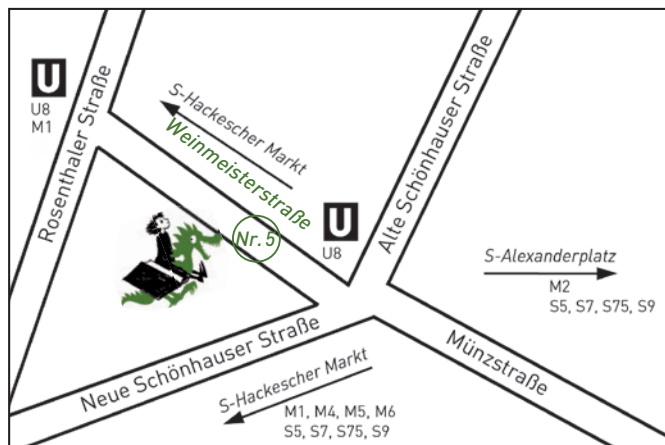 U
U8
M1
Rosenthaler Straße
S-Hackescher Markt
Weinmeisterstraße
Nr. 5
U
U8
Alte Schönhauser Straße
S-Alexanderplatz
M2
S5, S7, S75, S9
Neue Schönhauser Straße
Münzstraße
S-Hackescher Markt
M1, M4, M5, M6
S5, S7, S75, S9